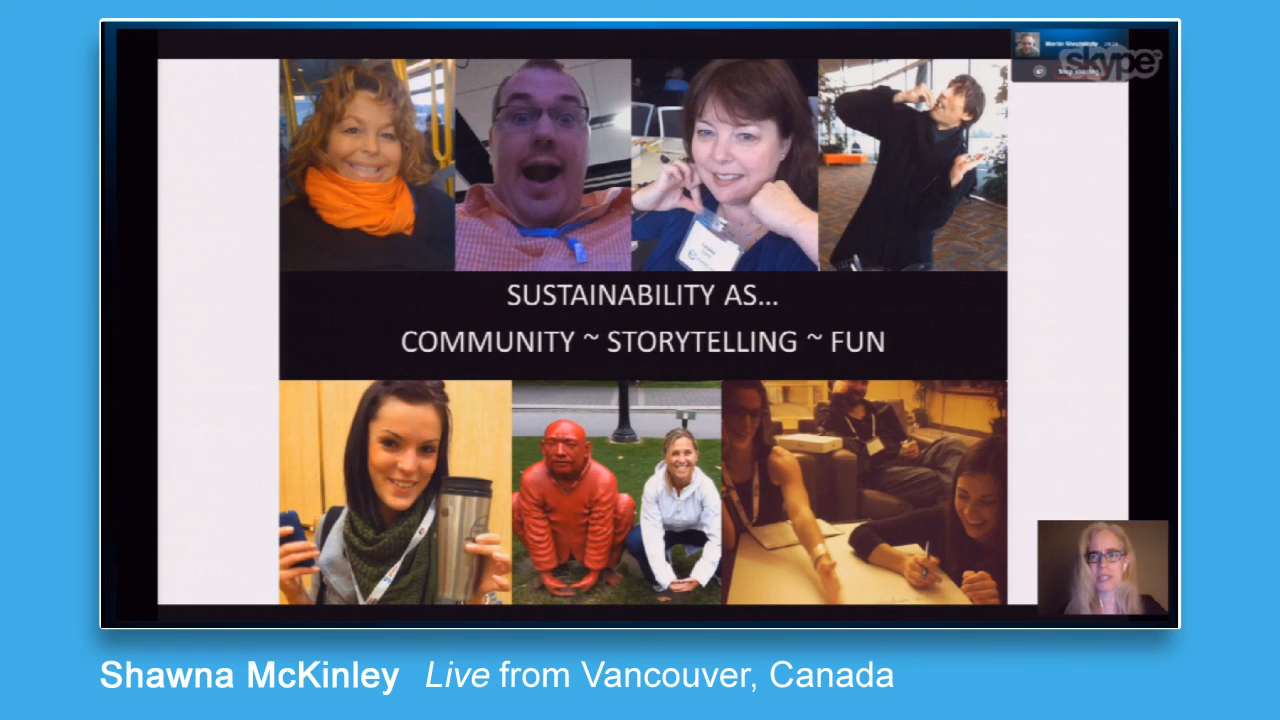 skype
SUSTAINABILITY AS...
COMMUNITY ~ STORYTELLING ~ FUN
Shawna McKinley Live from Vancouver, Canada